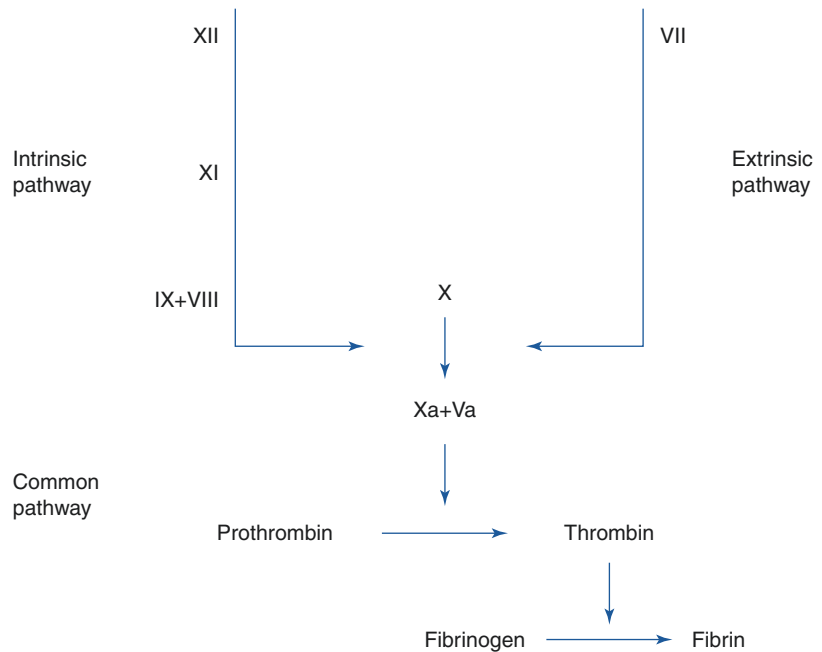 XII
VII
Intrinsic
pathway
XI
Extrinsic
pathway
IX+VIII
X
Xa+Va
Common
pathway
Prothrombin
Thrombin
Fibrinogen
Fibrin